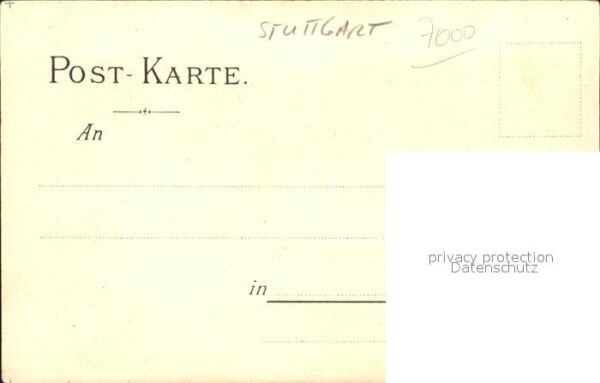 STUTTGART 7000
POST-KARTE.
An
privacy protection
Datenschutz
in